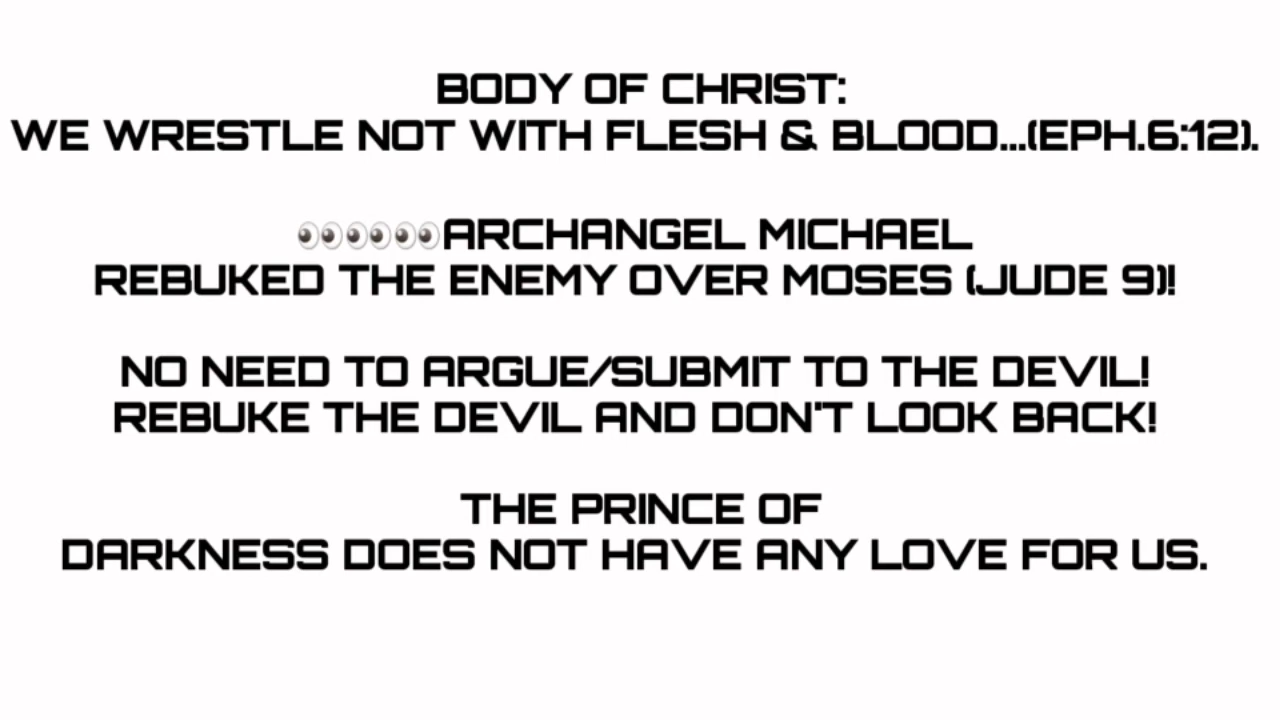 BODY OF CHRIST:
WE WRESTLE NOT WITH FLESH & BLOOD...(EPH.6:12).
👀👀👀ARCHANGEL MICHAEL
REBUKED THE ENEMY OVER MOSES (JUDE 9)!
NO NEED TO ARGUE/SUBMIT TO THE DEVIL!
REBUKE THE DEVIL AND DON'T LOOK BACK!
THE PRINCE OF
DARKNESS DOES NOT HAVE ANY LOVE FOR US.